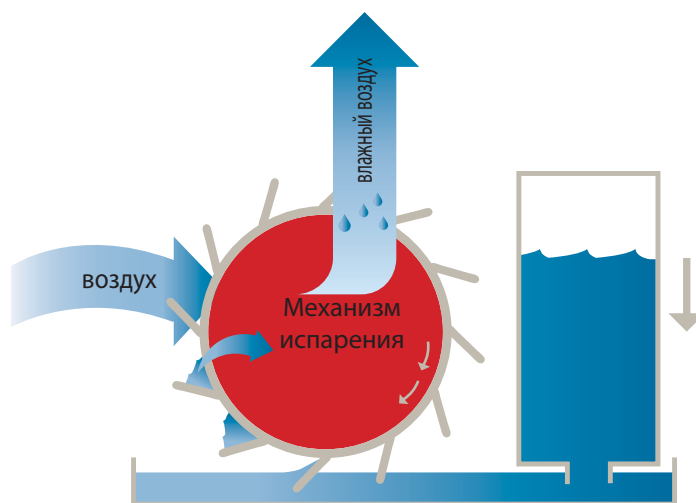 влажный воздух
воздух
Механизм
испарения